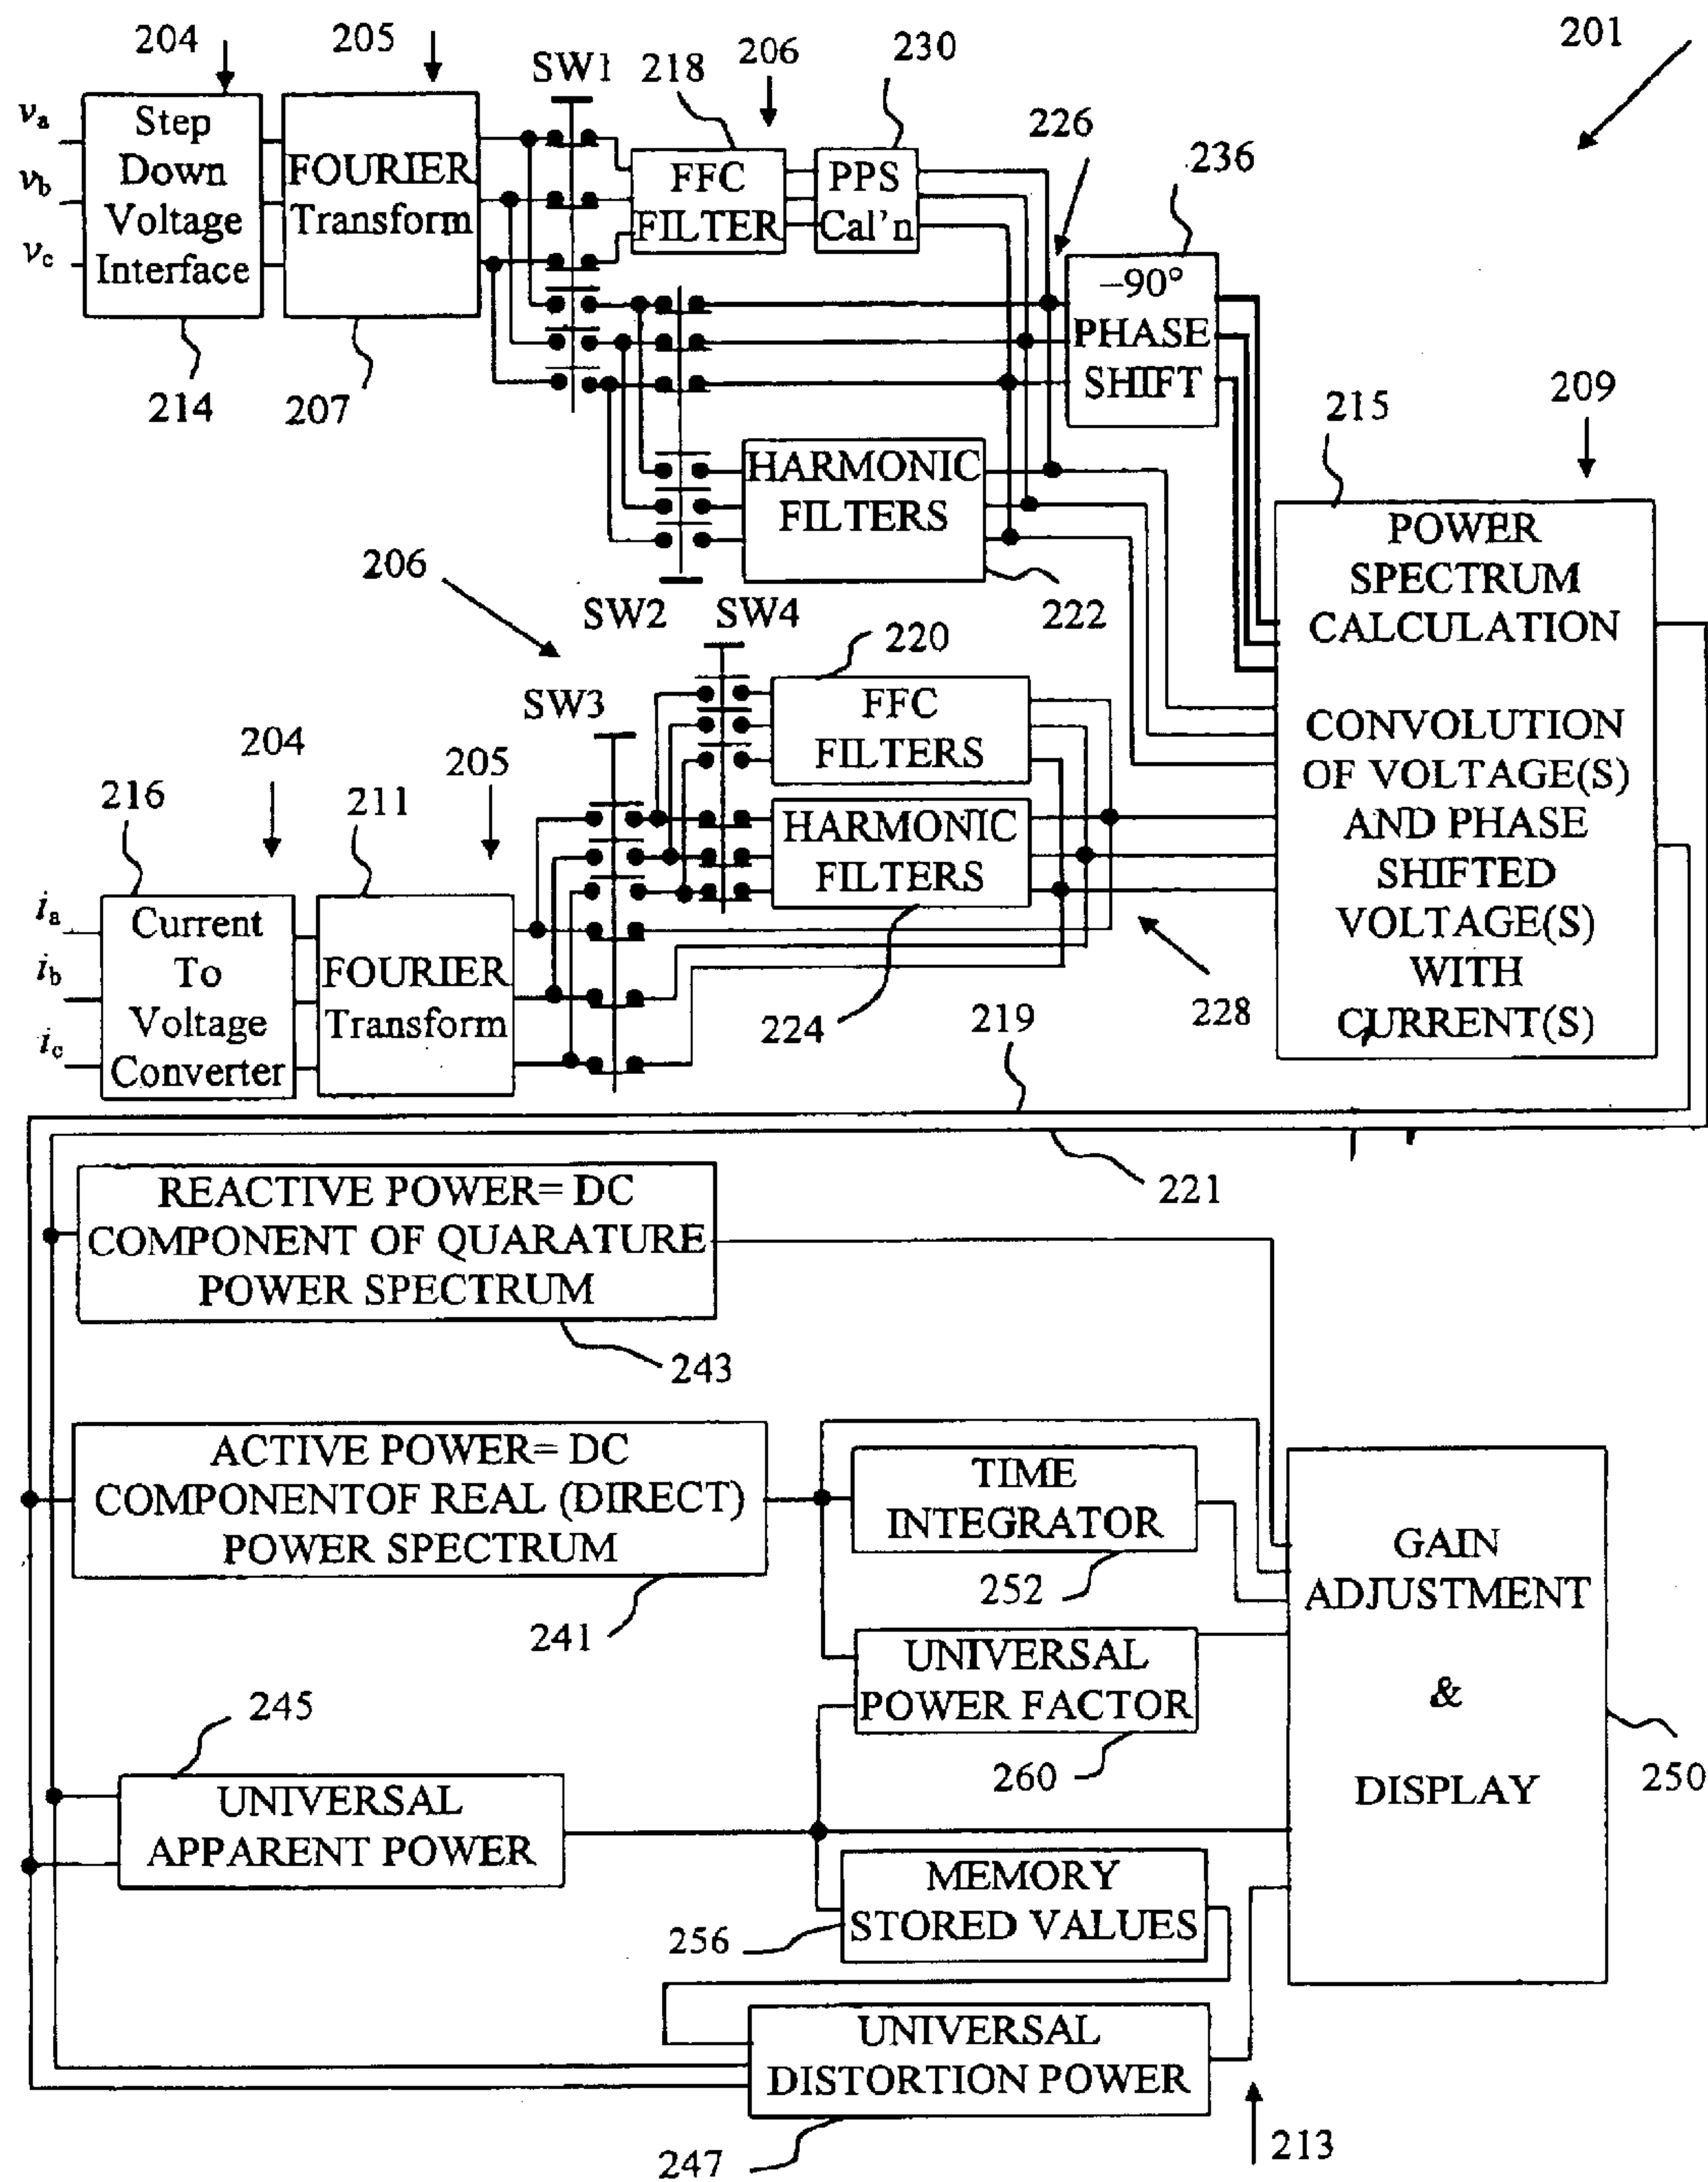 204
205
SW1
218
206
230
201
va
vb
vc
Step
Down
Voltage
Interface
FOURIER
Transform
FFC
FILTER
PPS
Cal'n
226
236
–90°
PHASE
SHIFT
214
207
215
209
HARMONIC
FILTERS
206
SW2
SW4
222
220
SW3
FFC
FILTERS
204
205
216
211
HARMONIC
FILTERS
POWER
SPECTRUM
CALCULATION
CONVOLUTION
OF VOLTAGE(S)
AND PHASE
SHIFTED
VOLTAGE(S)
WITH
CURRENT(S)
ia
ib
ic
Current
To
Voltage
Converter
FOURIER
Transform
224
228
219
221
REACTIVE POWER= DC
COMPONENT OF QUARATURE
POWER SPECTRUM
243
ACTIVE POWER= DC
COMPONENTOF REAL (DIRECT)
POWER SPECTRUM
241
TIME
INTEGRATOR
252
UNIVERSAL
POWER FACTOR
260
GAIN
ADJUSTMENT
&
DISPLAY
250
245
UNIVERSAL
APPARENT POWER
MEMORY
STORED VALUES
256
UNIVERSAL
DISTORTION POWER
247
213